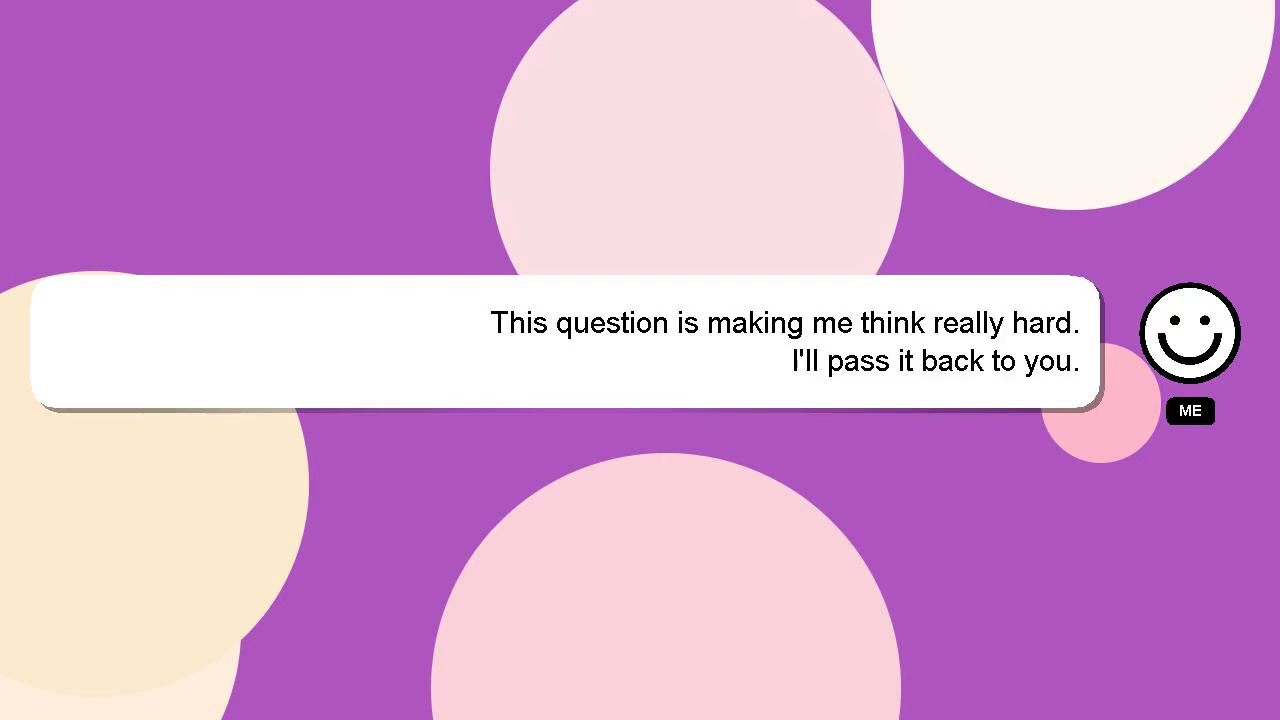 This question is making me think really hard.
I'll pass it back to you.
ME